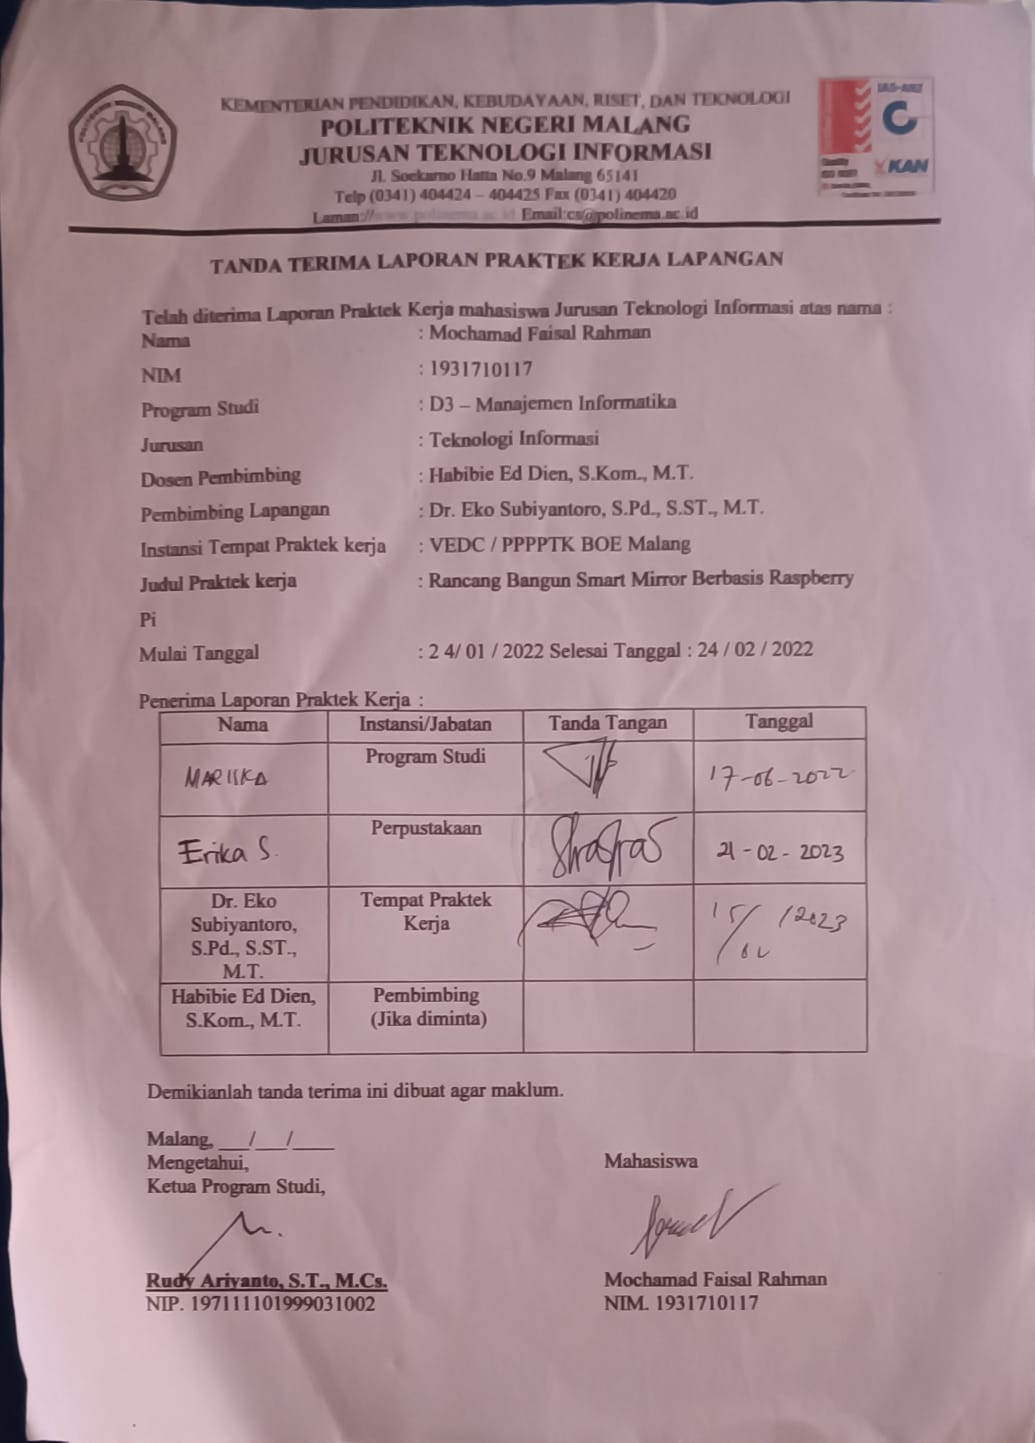 KEMENTERIAN PENDIDIKAN, KEBUDAYAAN, RISET, DAN TEKNOLOGI
POLITEKNIK NEGERI MALANG
JURUSAN TEKNOLOGI INFORMASI
Jl. Soekarno Hatta No.9 Malang 65141
Telp (0341) 404424 – 404425 Fax (0341) 404420
Laman://www.polinema.ac.id Email:cs@polinema.ac.id
KAN
TANDA TERIMA LAPORAN PRAKTEK KERJA LAPANGAN
Telah diterima Laporan Praktek Kerja mahasiswa Jurusan Teknologi Informasi atas nama :
Nama : Mochamad Faisal Rahman
NIM : 1931710117
Program Studi : D3 – Manajemen Informatika
Jurusan : Teknologi Informasi
Dosen Pembimbing : Habibie Ed Dien, S.Kom., M.T.
Pembimbing Lapangan : Dr. Eko Subiyantoro, S.Pd., S.ST., M.T.
Instansi Tempat Praktek kerja : VEDC / PPPPTK BOE Malang
Judul Praktek kerja : Rancang Bangun Smart Mirror Berbasis Raspberry
Pi
Mulai Tanggal : 2 4/ 01 / 2022 Selesai Tanggal : 24 / 02 / 2022
Penerima Laporan Praktek Kerja :
Nama Instansi/Jabatan Tanda Tangan Tanggal
MARISKA Program Studi 17-06-2022
Erika S. Perpustakaan 21-02-2023
Dr. Eko Tempat Praktek
Subiyantoro, Kerja 15/02/2023
S.Pd., S.ST.,
M.T.
Habibie Ed Dien, Pembimbing
S.Kom., M.T. (Jika diminta)
Demikianlah tanda terima ini dibuat agar maklum.
Malang, ___/___/____
Mengetahui, Mahasiswa
Ketua Program Studi,
Rudy Ariyanto, S.T., M.Cs. Mochamad Faisal Rahman
NIP. 197111101999031002 NIM. 1931710117